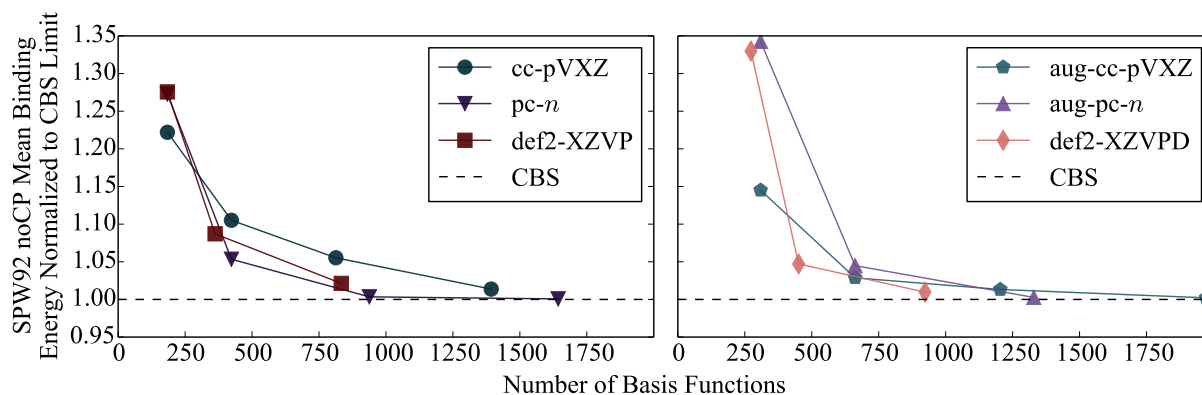 SPW92 noCP Mean Binding
Energy Normalized to CBS Limit
1.35
1.30
1.25
1.20
1.15
1.10
1.05
1.00
0.95
cc-pVXZ
pc-n
def2-XZVP
CBS
0 250 500 750 1000 1250 1500 1750
aug-cc-pVXZ
aug-pc-n
def2-XZVPD
CBS
0 250 500 750 1000 1250 1500 1750
Number of Basis Functions